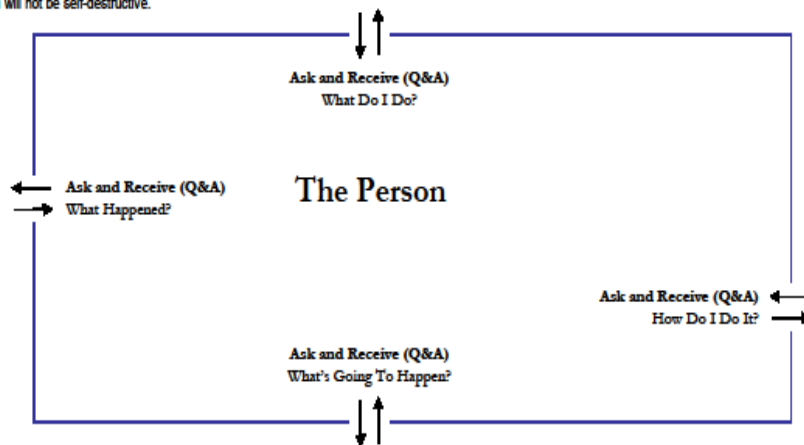 will not be self-destructive.
Ask and Receive (Q&A)
What Do I Do?
Ask and Receive (Q&A)
What Happened?
The Person
Ask and Receive (Q&A)
How Do I Do It?
Ask and Receive (Q&A)
What's Going To Happen?